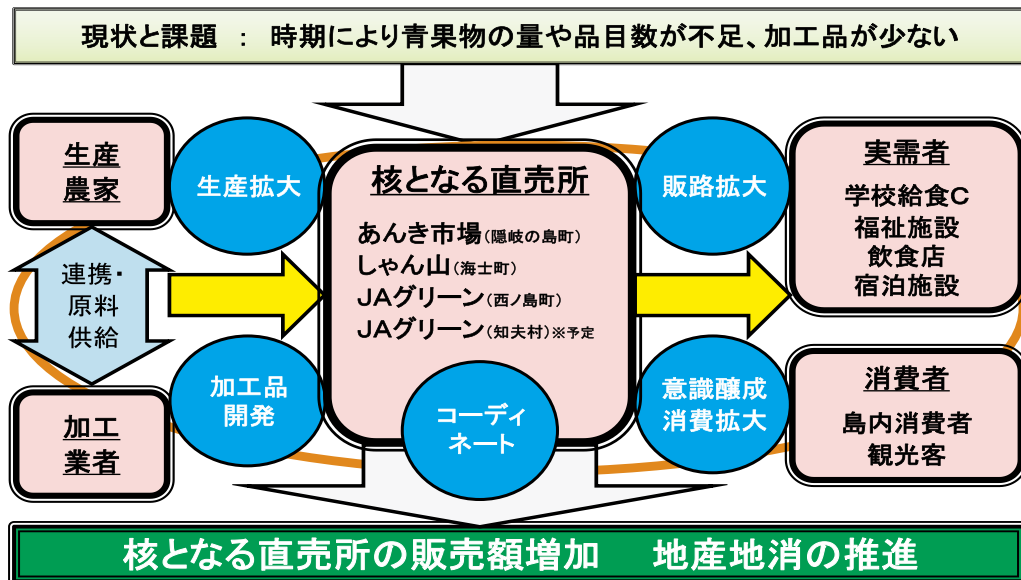 現状と課題 ： 時期により青果物の量や品目数が不足、加工品が少ない
生産
農家
連携・
原料
供給
加工
業者
生産拡大
加工品
開発
核となる直売所
あんき市場(隠岐の島町)
しゃん山(海士町)
JAグリーン(西ノ島町)
JAグリーン(知夫村)※予定
コーディ
ネート
販路拡大
意識醸成
消費拡大
実需者
学校給食C
福祉施設
飲食店
宿泊施設
消費者
島内消費者
観光客
核となる直売所の販売額増加 地産地消の推進